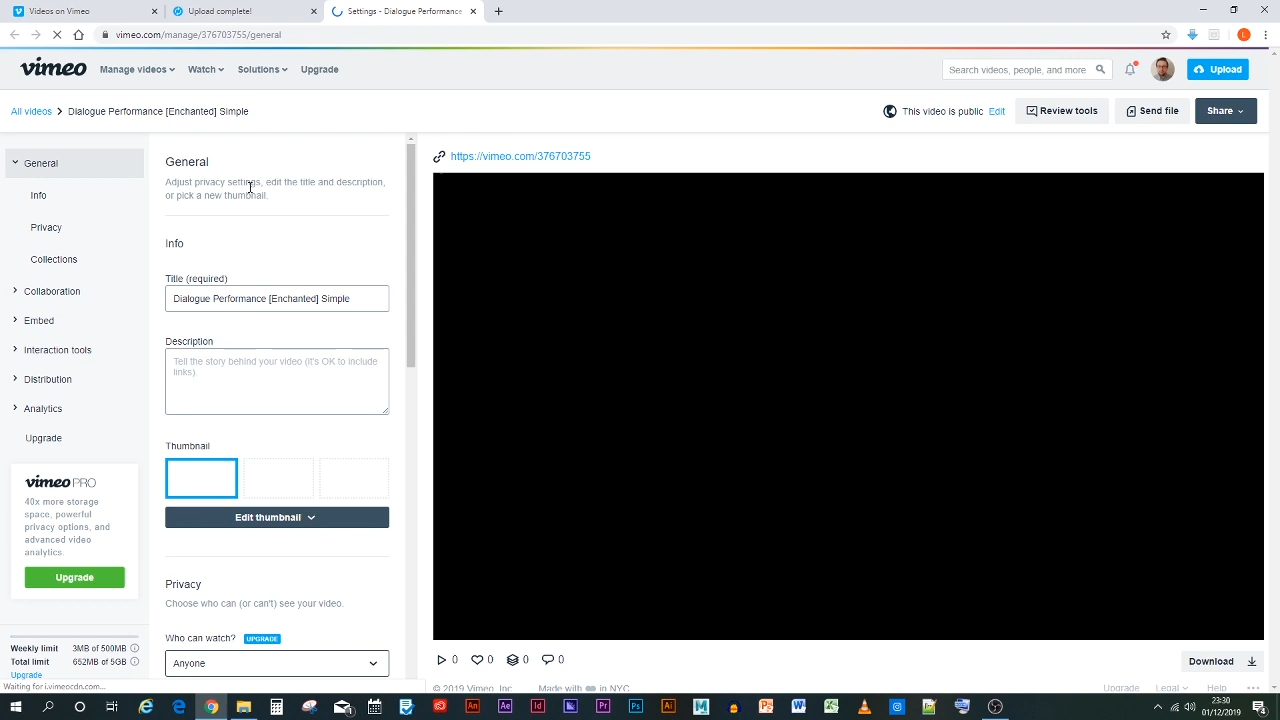 Videos on Vimeo
Upload complete!
Settings - Dialogue Performance
vimeo.com/manage/376703755/general
L
vimeo
Manage videos
Watch
Solutions
Upgrade
Search videos, people, and more
Upload
All videos > Dialogue Performance [Enchanted] Simple
This video is public Edit
Review tools
Send file
Share
General
Info
Privacy
Collections
Collaboration
Embed
Interaction tools
Distribution
Analytics
Upgrade
vimeo PRO
40x more storage
space, powerful
privacy options, and
advanced video
analytics.
Upgrade
Weekly limit 3MB of 500MB
Total limit 652MB of 5GB
Upgrade
Waiting for i.vimeocdn.com...
General
Adjust privacy settings, edit the title and description,
or pick a new thumbnail.
Info
Title (required)
Dialogue Performance [Enchanted] Simple
Description
Tell the story behind your video (it's OK to include
links).
Thumbnail
Edit thumbnail
Privacy
Choose who can (or can't) see your video.
Who can watch? UPGRADE
Anyone
https://vimeo.com/376703755
0 0 0 0
Download
© 2019 Vimeo, Inc. Made with in NYC
Upgrade Legal Help
An Ae Id Pr Ps Ai M
23:30
01/12/2019